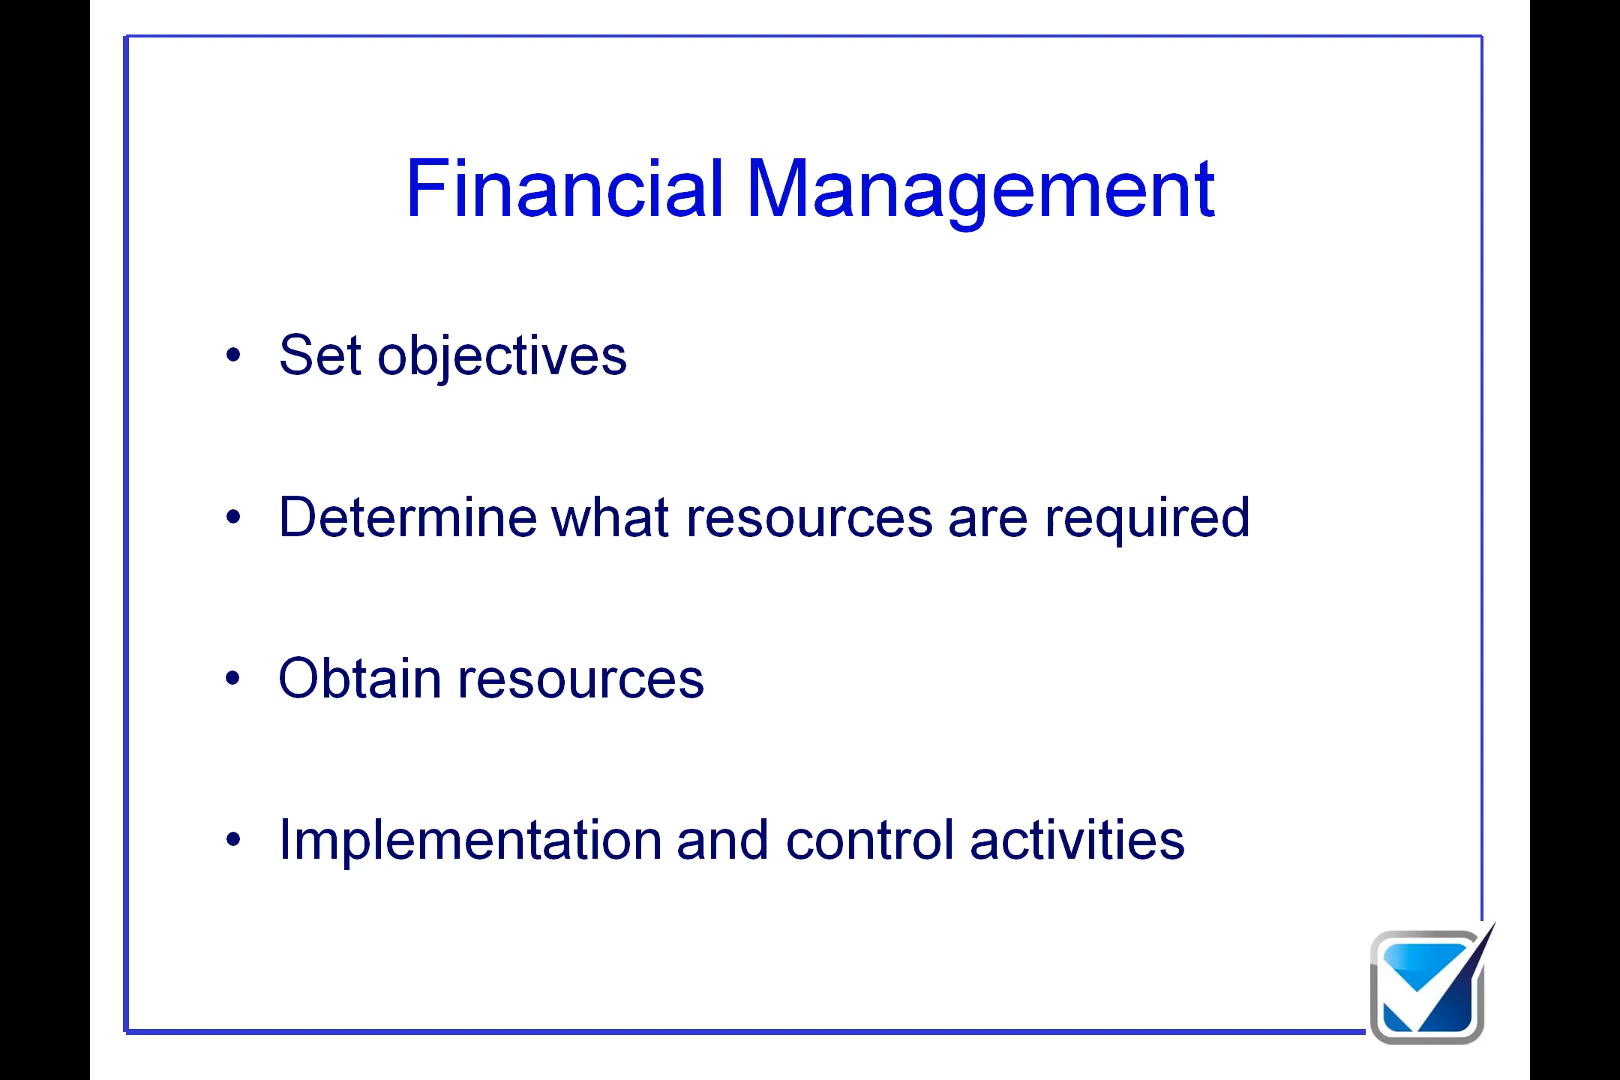 Financial Management
• Set objectives
• Determine what resources are required
• Obtain resources
• Implementation and control activities